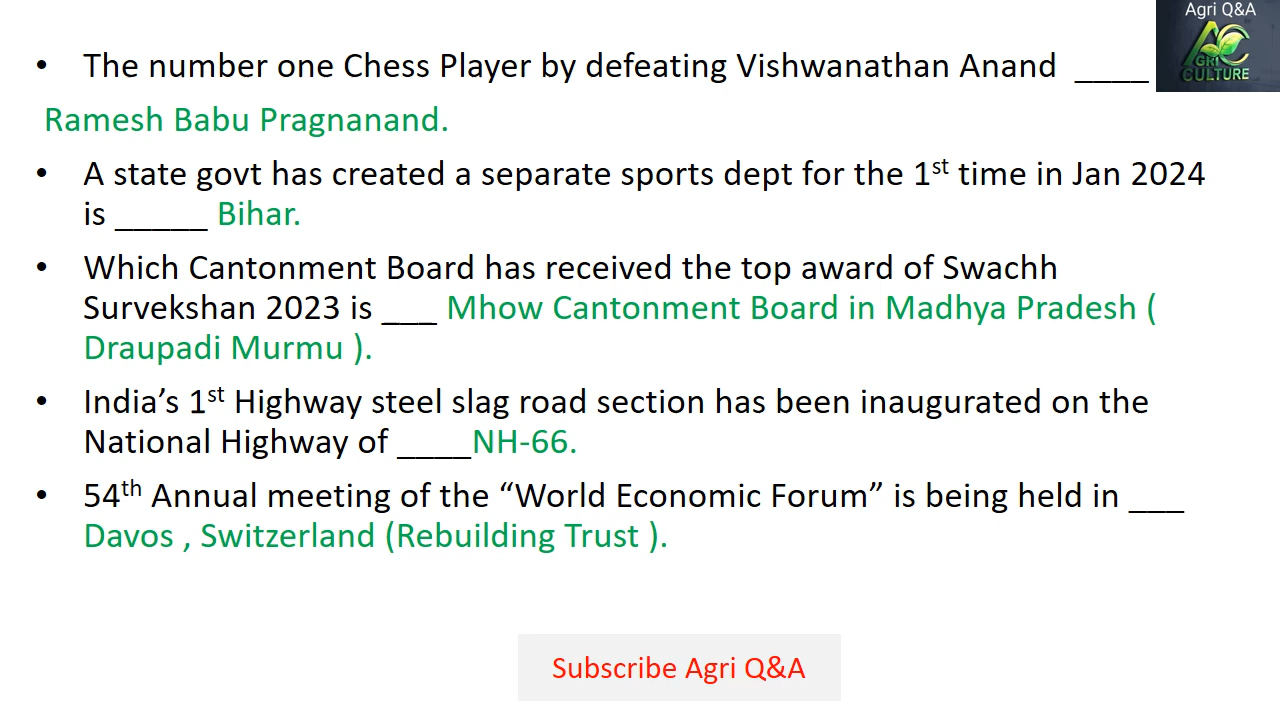 Agri Q&A
AC
GRI
CULTURE
• The number one Chess Player by defeating Vishwanathan Anand ____
Ramesh Babu Pragnanand.
• A state govt has created a separate sports dept for the 1st time in Jan 2024
is _____ Bihar.
• Which Cantonment Board has received the top award of Swachh
Survekshan 2023 is ___ Mhow Cantonment Board in Madhya Pradesh (
Draupadi Murmu ).
• India’s 1st Highway steel slag road section has been inaugurated on the
National Highway of ____NH-66.
• 54th Annual meeting of the “World Economic Forum” is being held in ___
Davos , Switzerland (Rebuilding Trust ).
Subscribe Agri Q&A